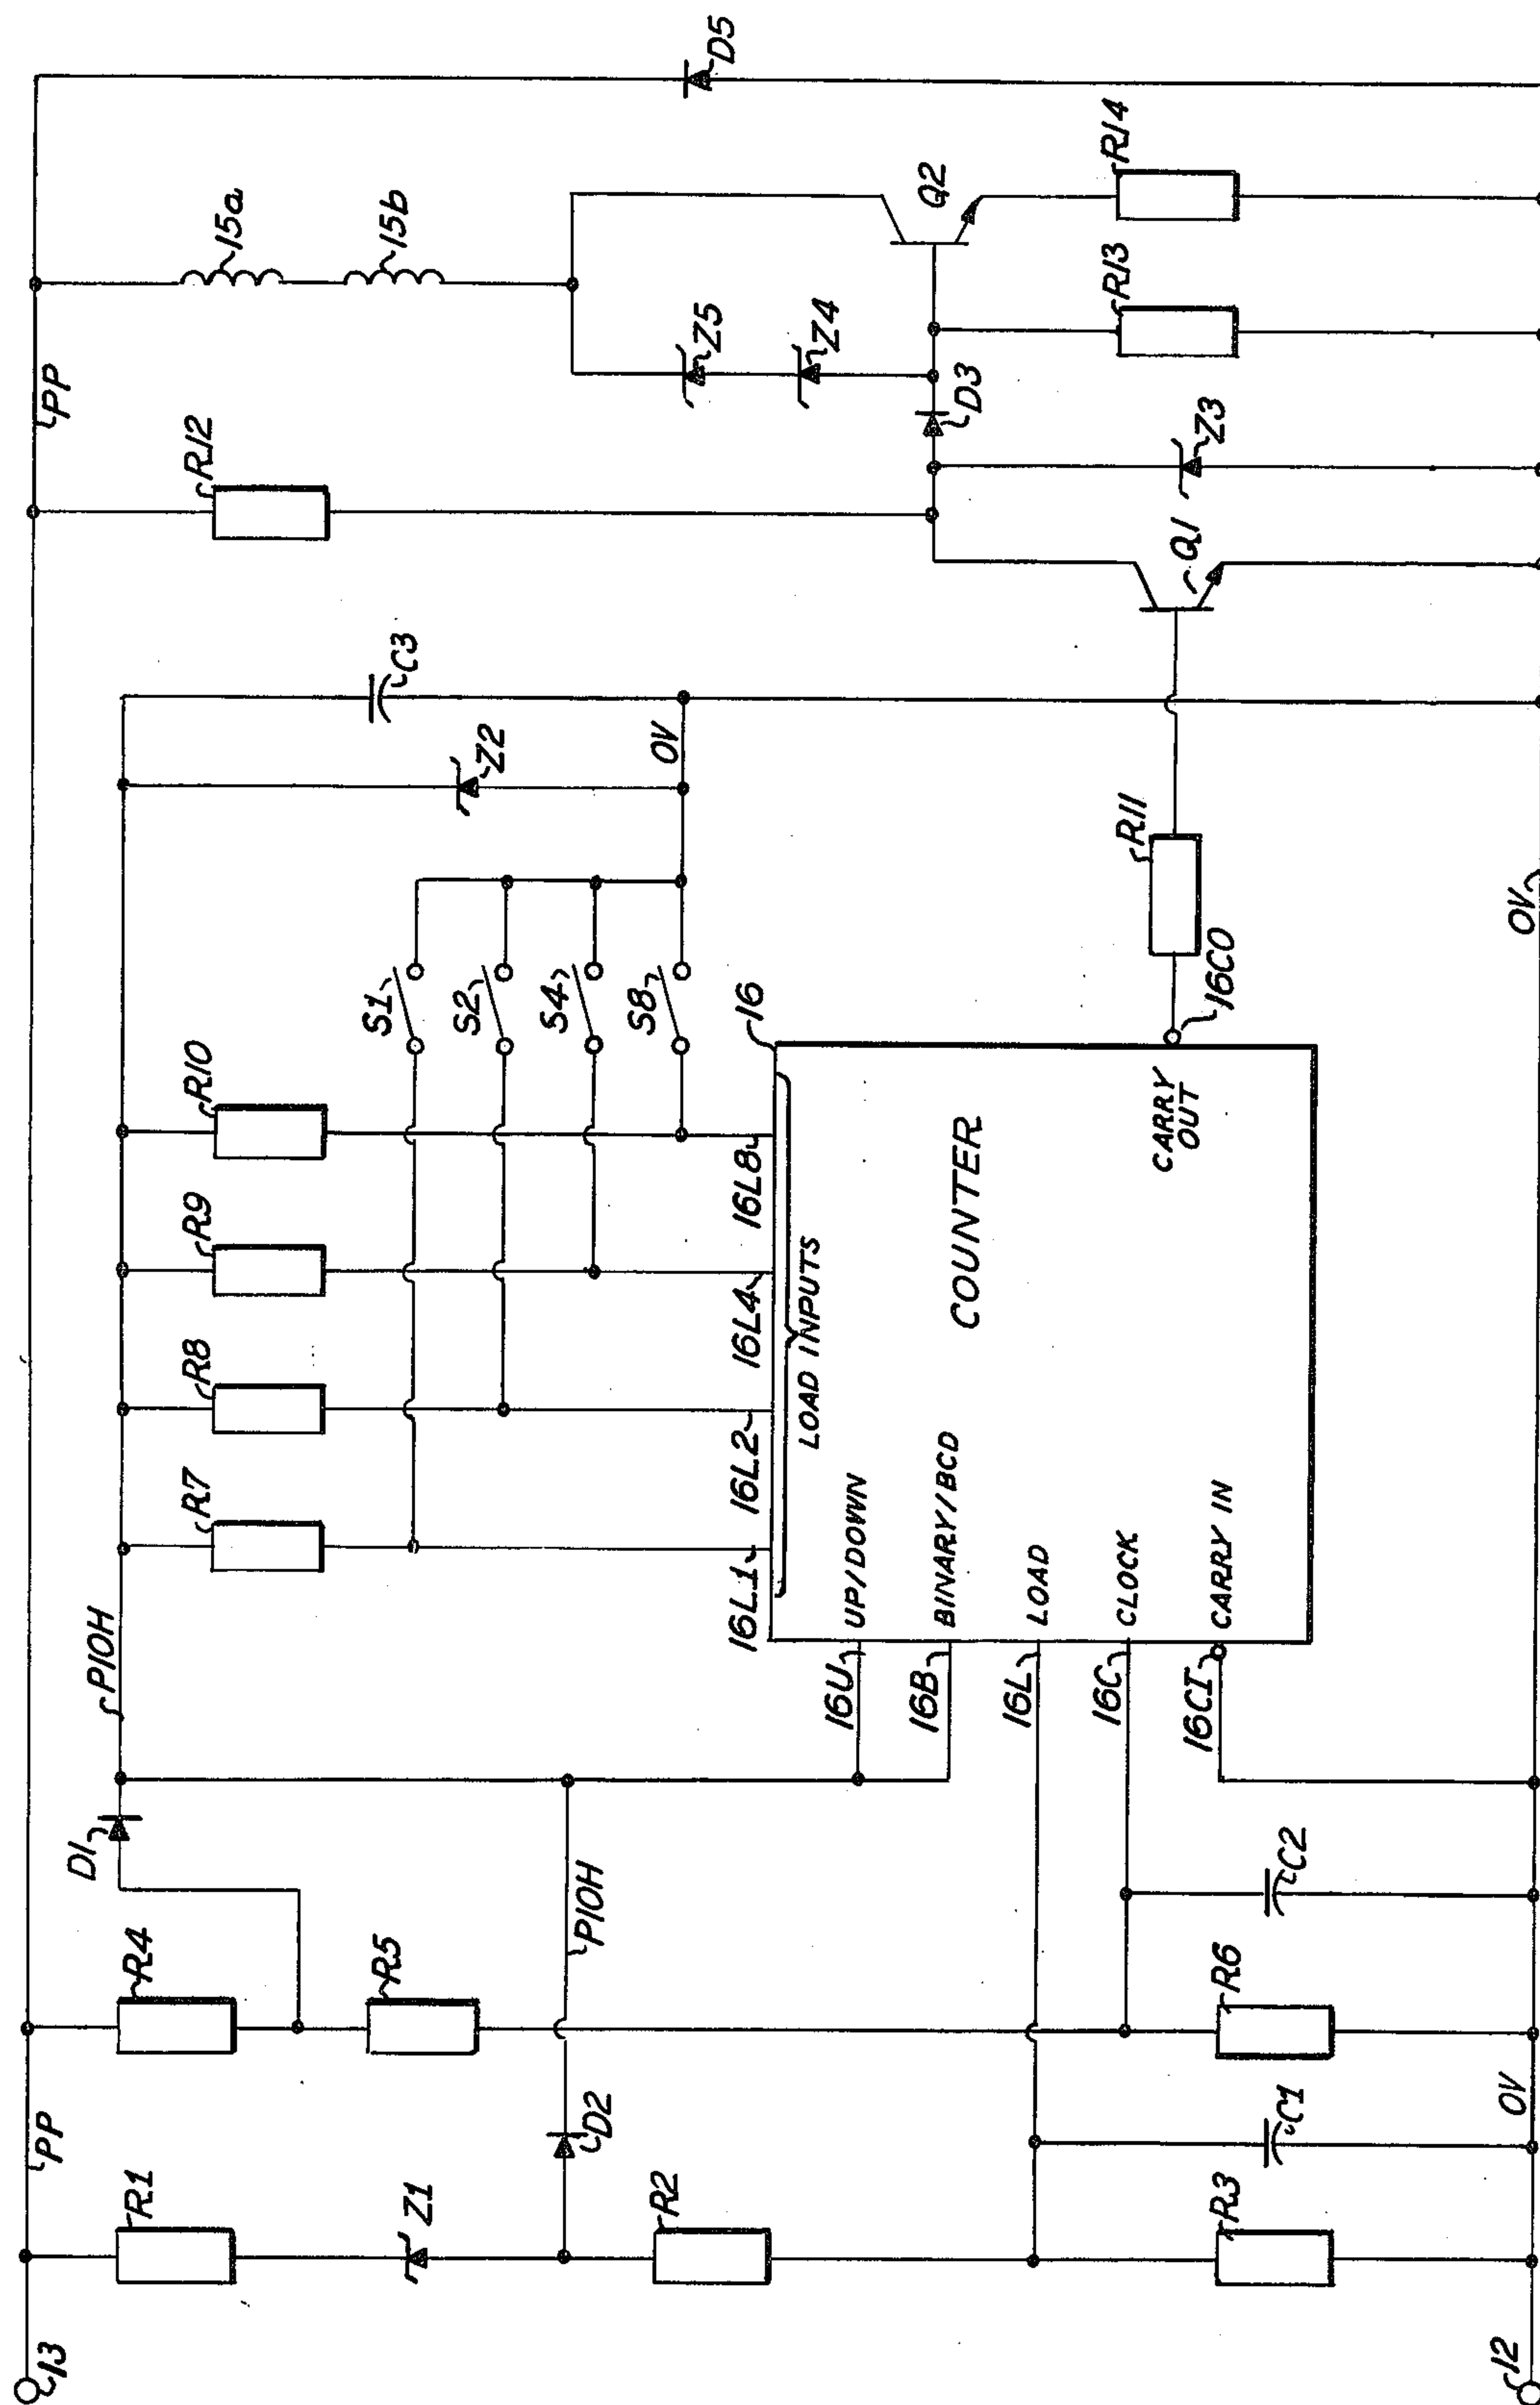 13
PP
PP
D5
R1
R4
D1
P10H
R7
R8
R9
R10
C3
R12
15a
15b
Z1
R5
P10H
S1
S2
S4
S8
Z2
0V
Z5
Z4
D2
R2
16L1
16L2
16L4
16L8
16
LOAD INPUTS
16U
UP/DOWN
16B
BINARY/BCD
COUNTER
16L
LOAD
16C
CLOCK
16CI
CARRY IN
CARRY
OUT
16CO
R11
Q1
D3
Z3
Q2
R13
R14
R3
C1
R6
C2
12
0V
0V